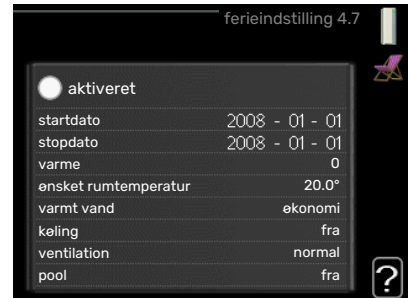 ferieindstilling 4.7
aktiveret
startdato 2008 - 01 - 01
stopdato 2008 - 01 - 01
varme 0
ønsket rumtemperatur 20.0°
varmt vand økonomi
køling fra
ventilation normal
pool fra
?